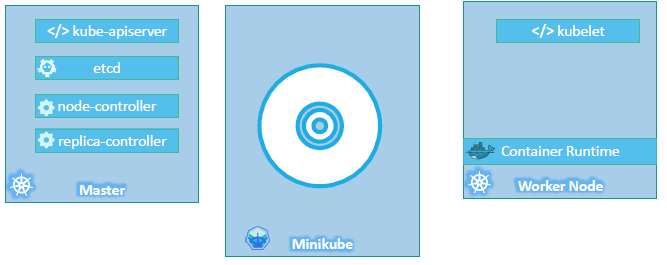 </> kube-apiserver
etcd
node-controller
replica-controller
Master
Minikube
</> kubelet
Container Runtime
Worker Node